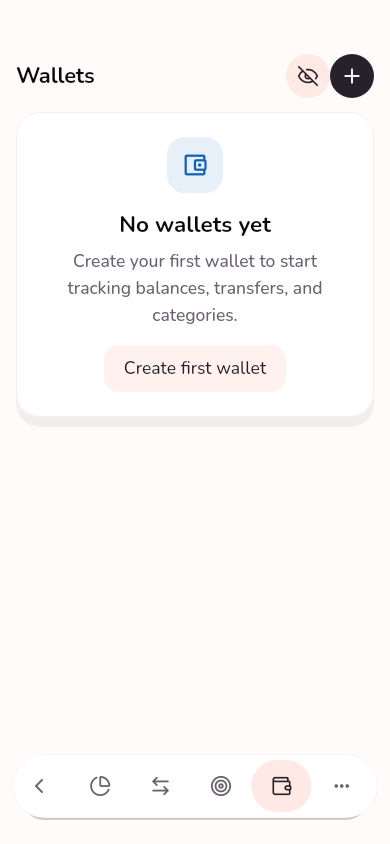 Wallets
No wallets yet
Create your first wallet to start
tracking balances, transfers, and
categories.
Create first wallet